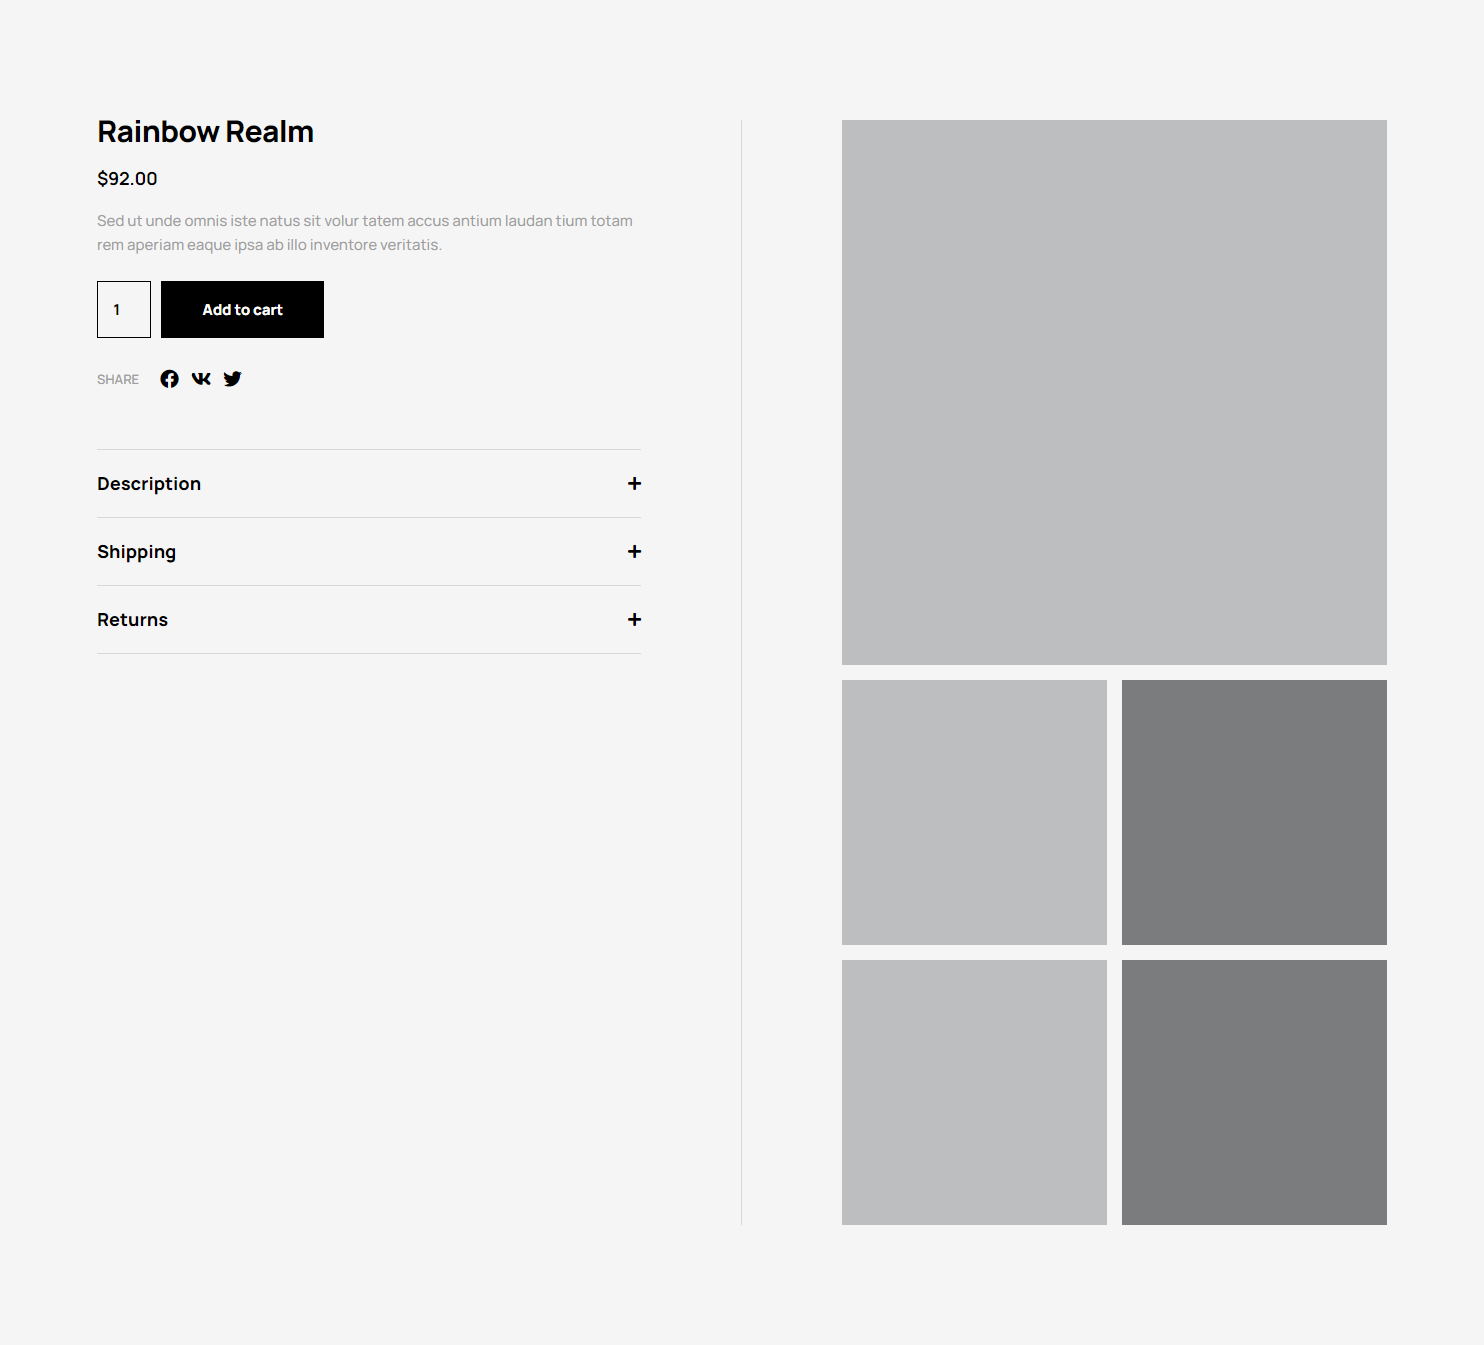 Rainbow Realm
$92.00
Sed ut unde omnis iste natus sit volur tatem accus antium laudan tium totam
rem aperiam eaque ipsa ab illo inventore veritatis.
1
Add to cart
SHARE
Description
Shipping
Returns